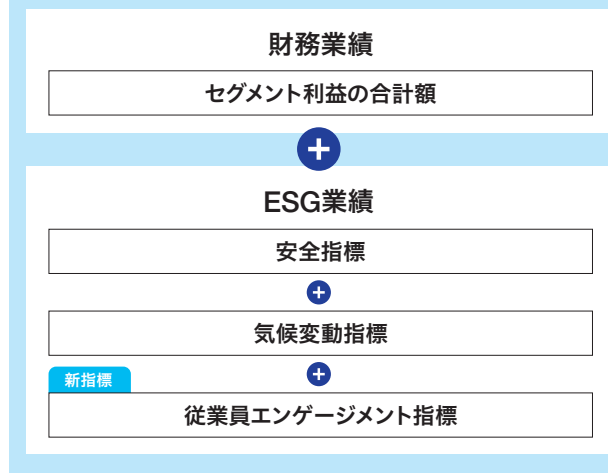 財務業績
セグメント利益の合計額
+
ESG業績
安全指標
+
気候変動指標
+
新指標
従業員エンゲージメント指標